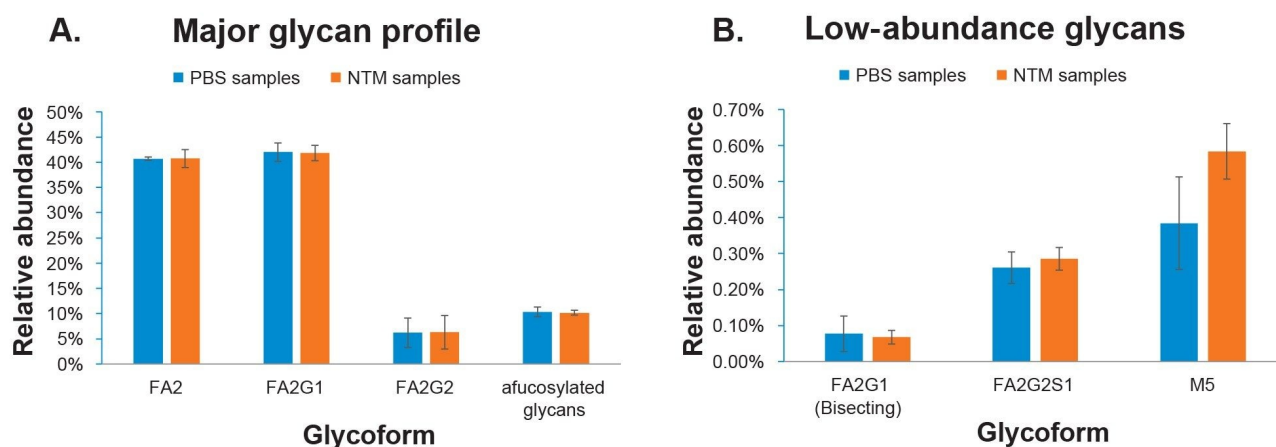 A. Major glycan profile
PBS samples NTM samples
Relative abundance
50%
45%
40%
35%
30%
25%
20%
15%
10%
5%
0%
FA2 FA2G1 FA2G2 afucosylated
glycans
Glycoform
B. Low-abundance glycans
PBS samples NTM samples
Relative abundance
0.70%
0.60%
0.50%
0.40%
0.30%
0.20%
0.10%
0.00%
FA2G1 FA2G2S1 M5
(Bisecting)
Glycoform